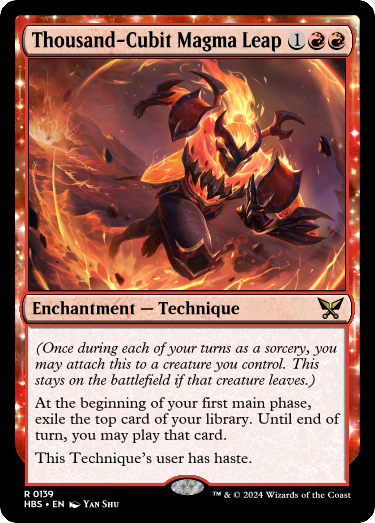 Thousand-Cubit Magma Leap 1
Enchantment — Technique
(Once during each of your turns as a sorcery, you
may attach this to a creature you control. This
stays on the battlefield if that creature leaves.)
At the beginning of your first main phase,
exile the top card of your library. Until end of
turn, you may play that card.
This Technique's user has haste.
R 0139
HBS • EN Yan Shu
™ & © 2024 Wizards of the Coast